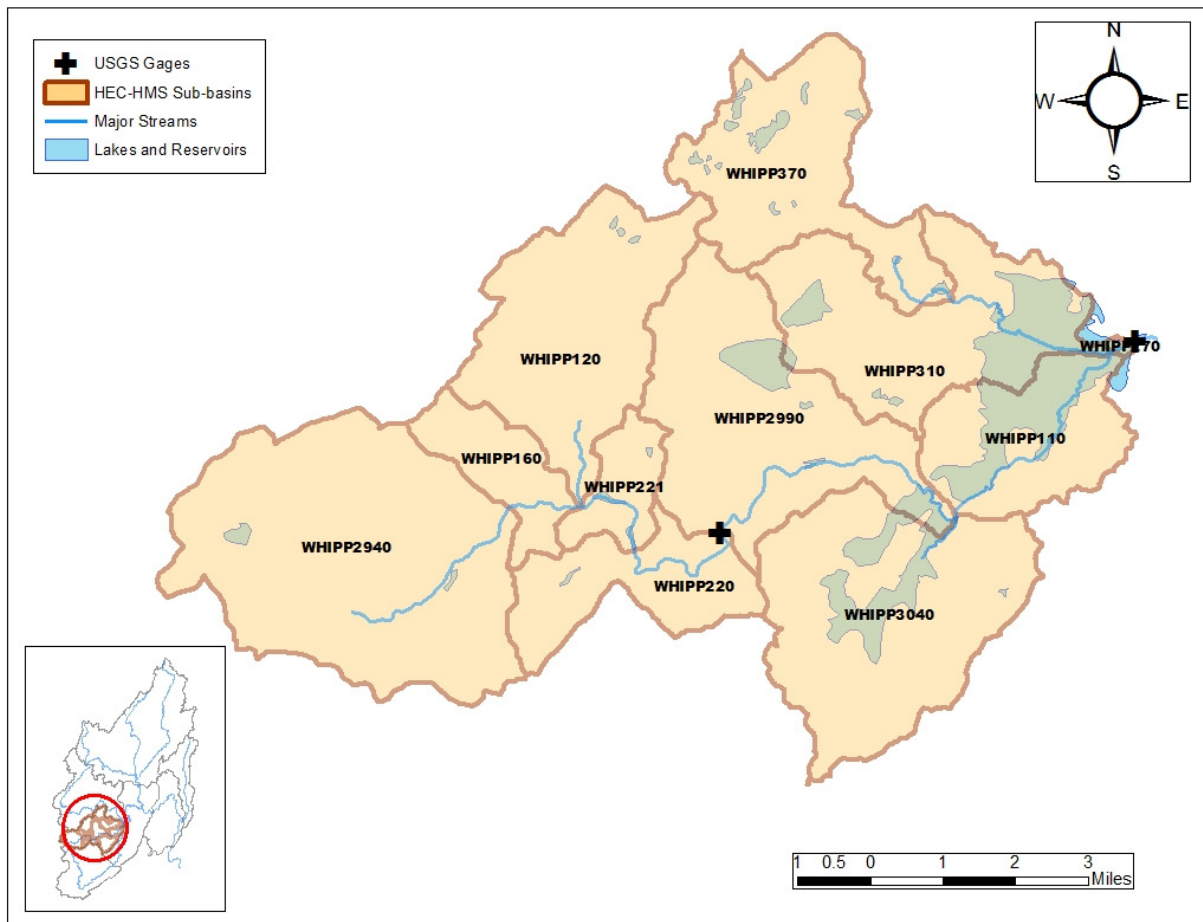 USGS Gages
HEC-HMS Sub-basins
Major Streams
Lakes and Reservoirs
N
W
E
S
WHIPP370
WHIPP120
WHIPP310
WHIPP2990
WHIPP160
WHIPP110
WHIPP221
WHIPP2940
WHIPP220
WHIPP3040
1 0.5 0 1 2 3
Miles